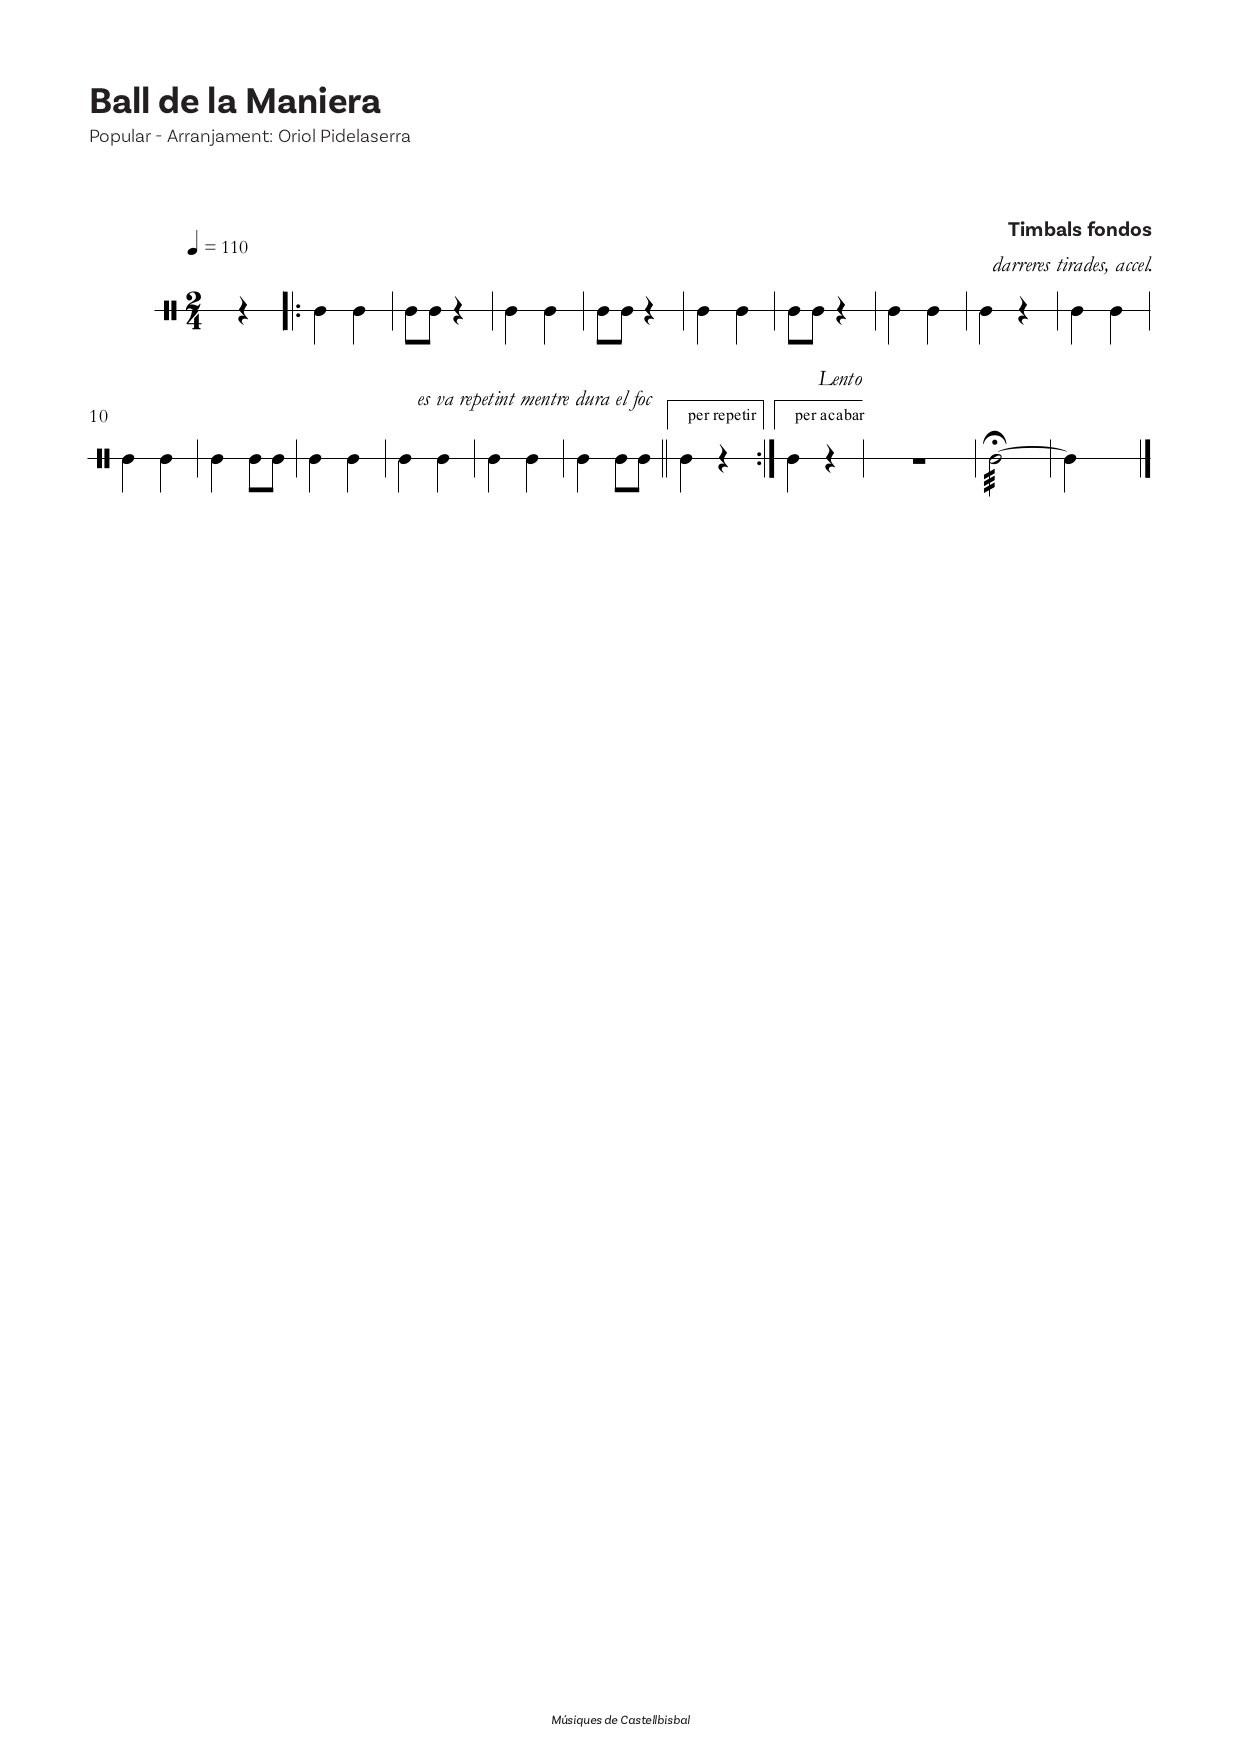 Ball de la Maniera
Popular - Arranjament: Oriol Pidelaserra
Timbals fondos
♩ = 110
darreres tirades, accel.
2
4
Lento
es va repetint mentre dura el foc
10
per repetir
per acabar
Músiques de Castellbisbal